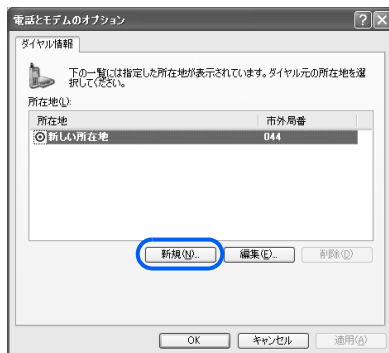 電話とモデムのオプション
ダイヤル情報
下の一覧には指定した所在地が表示されています。ダイヤル元の所在地を選
択してください。
所在地(L):
所在地 市外局番
新しい所在地 044
新規(N)... 編集(E)... 削除(D)
OK キャンセル 適用(A)